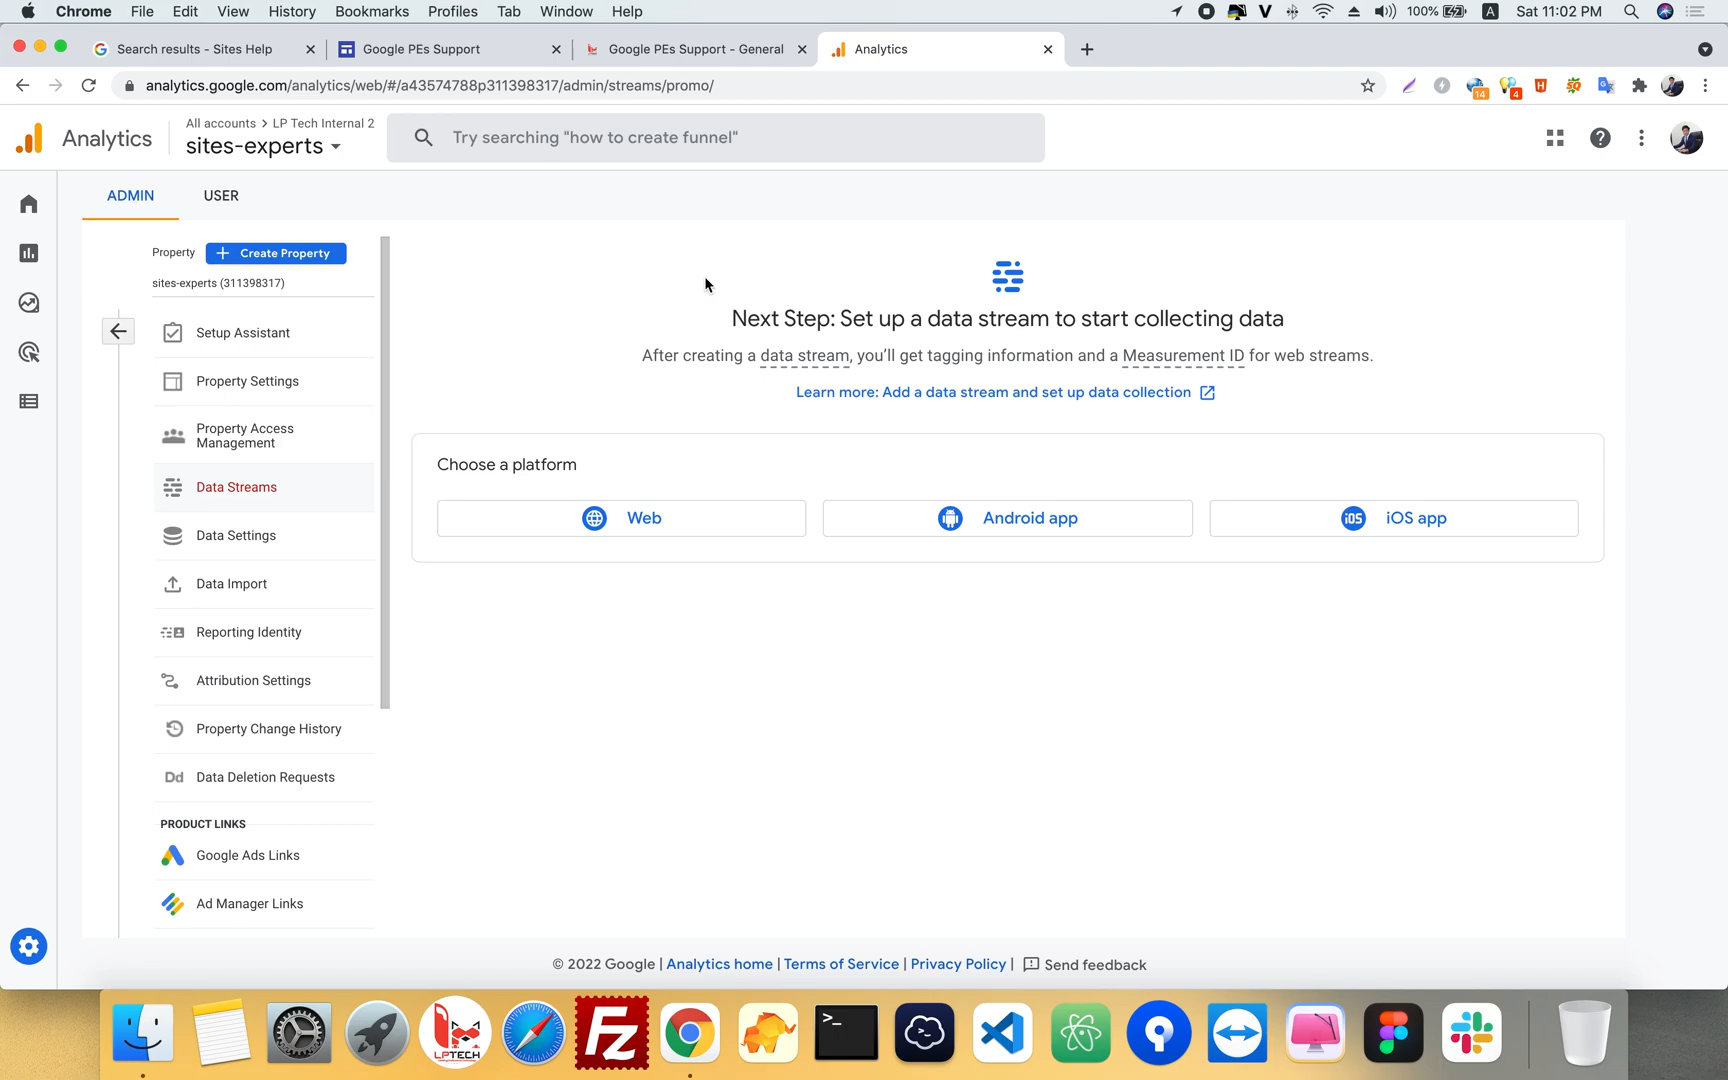 Chrome File Edit View History Bookmarks Profiles Tab Window Help 100% A Sat 11:02 PM
Search results - Sites Help
Google PEs Support
Google PEs Support - General
Analytics
analytics.google.com/analytics/web/#/a43574788p311398317/admin/streams/promo/
14
4
Analytics
All accounts > LP Tech Internal 2
sites-experts
Try searching "how to create funnel"
ADMIN
USER
Property
Create Property
sites-experts (311398317)
Setup Assistant
Property Settings
Property Access
Management
Data Streams
Data Settings
Data Import
Reporting Identity
Attribution Settings
Property Change History
Dd Data Deletion Requests
PRODUCT LINKS
Google Ads Links
Ad Manager Links
Next Step: Set up a data stream to start collecting data
After creating a data stream, you'll get tagging information and a Measurement ID for web streams.
Learn more: Add a data stream and set up data collection
Choose a platform
Web
Android app
iOS iOS app
© 2022 Google | Analytics home | Terms of Service | Privacy Policy | Send feedback
LPTECH
Fz